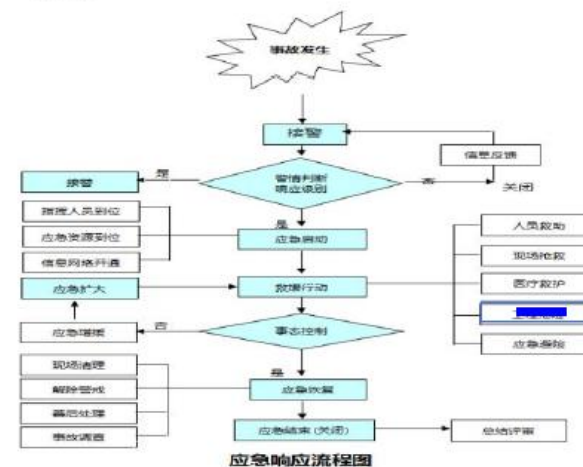 事故发生
接警
信息反馈
警情判断
响应级别
是
否
接警
关闭
指挥人员到位
应急资源到位
信息网络开通
是
应急启动
人员救助
现场抢救
医疗救护
应急避险
应急扩大
救援行动
应急增援
否
事态控制
是
现场清理
解除警戒
善后处理
事故调查
应急恢复
应急结束(关闭)
总结评审
应急响应流程图